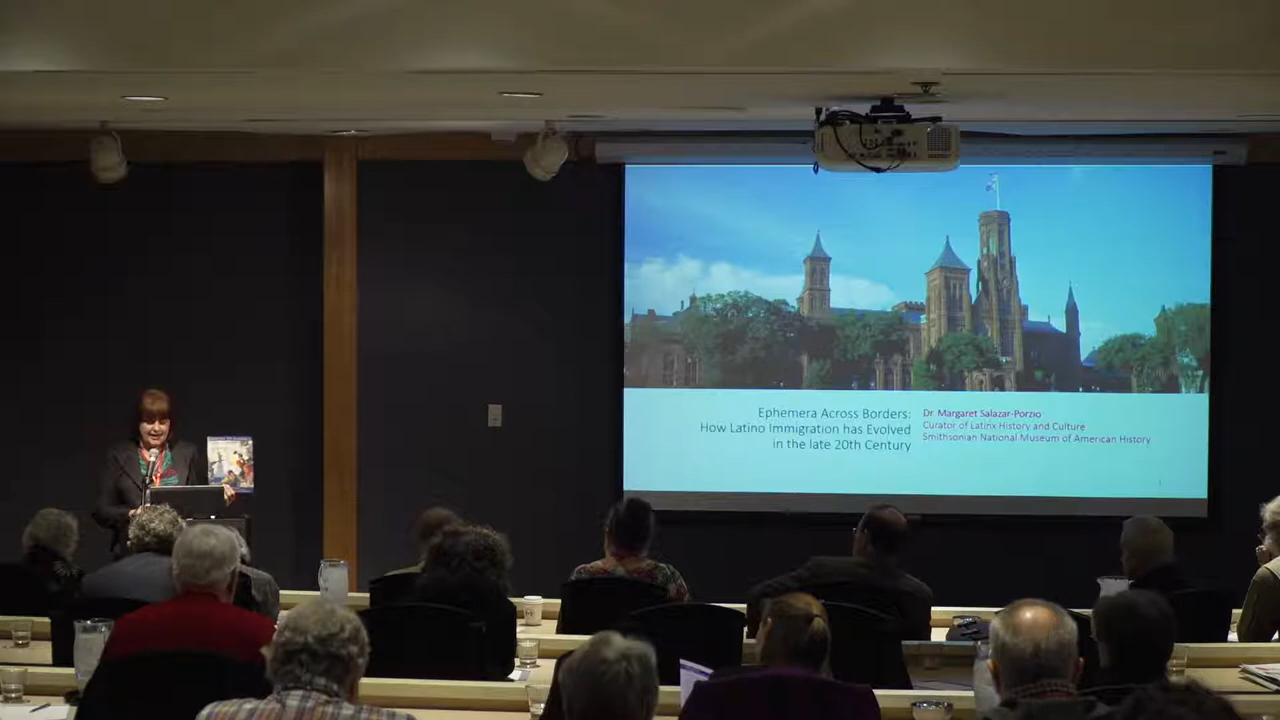 Ephemera Across Borders:
How Latino Immigration has Evolved
in the late 20th Century
Dr. Margaret Salazar-Porzio
Curator of Latinx History and Culture
Smithsonian National Museum of American History